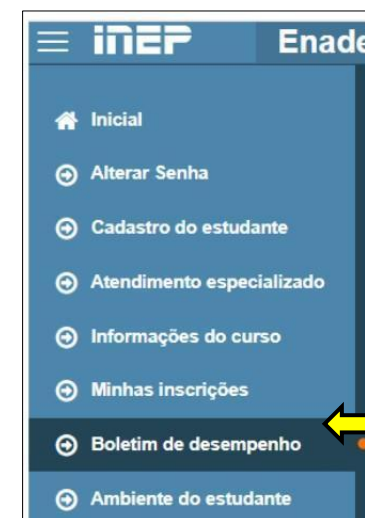 inep Enade
Inicial
Alterar Senha
Cadastro do estudante
Atendimento especializado
Informações do curso
Minhas inscrições
Boletim de desempenho
Ambiente do estudante